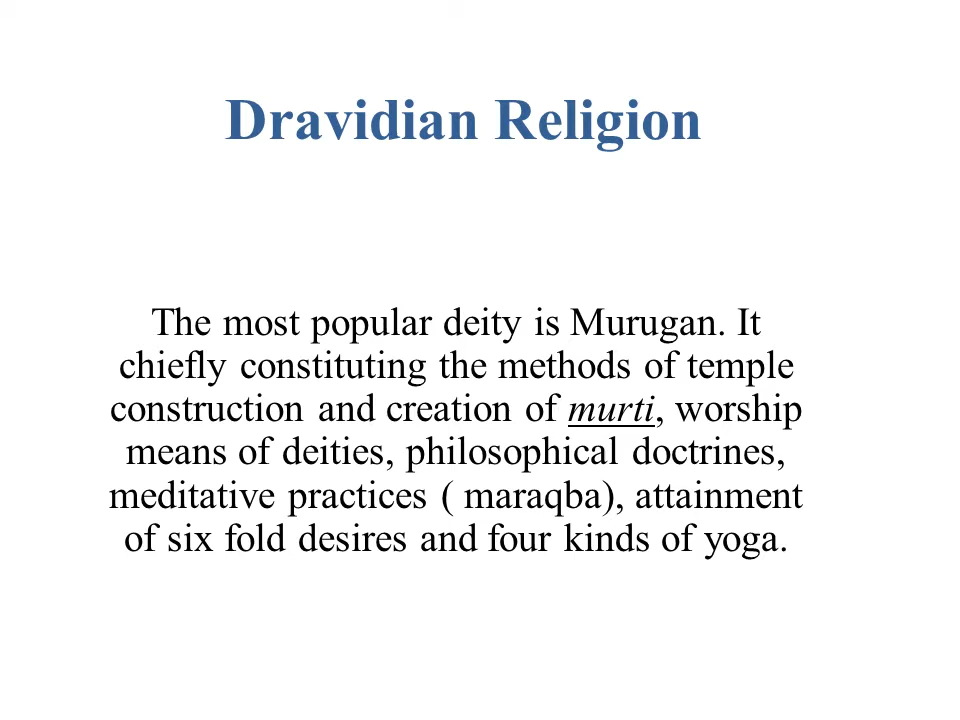 Dravidian Religion
The most popular deity is Murugan. It
chiefly constituting the methods of temple
construction and creation of murti, worship
means of deities, philosophical doctrines,
meditative practices ( maraqba), attainment
of six fold desires and four kinds of yoga.